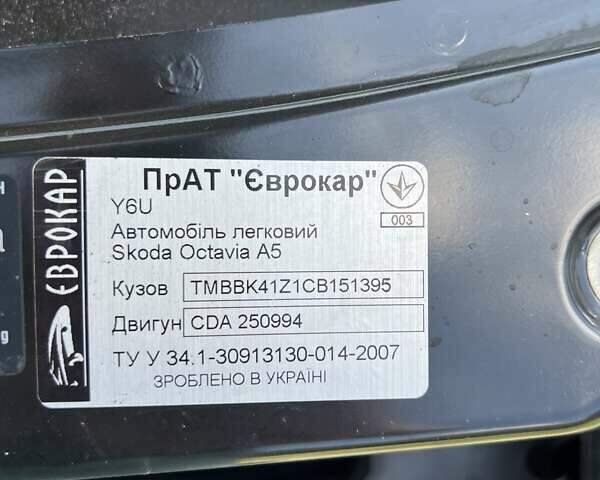 ЄВРОКАР
ПрАТ "Єврокар"
Y6U
003
Автомобіль легковий
Skoda Octavia A5
Кузов TMBBK41Z1CB151395
Двигун CDA 250994
ТУ У 34.1-30913130-014-2007
ЗРОБЛЕНО В УКРАЇНІ